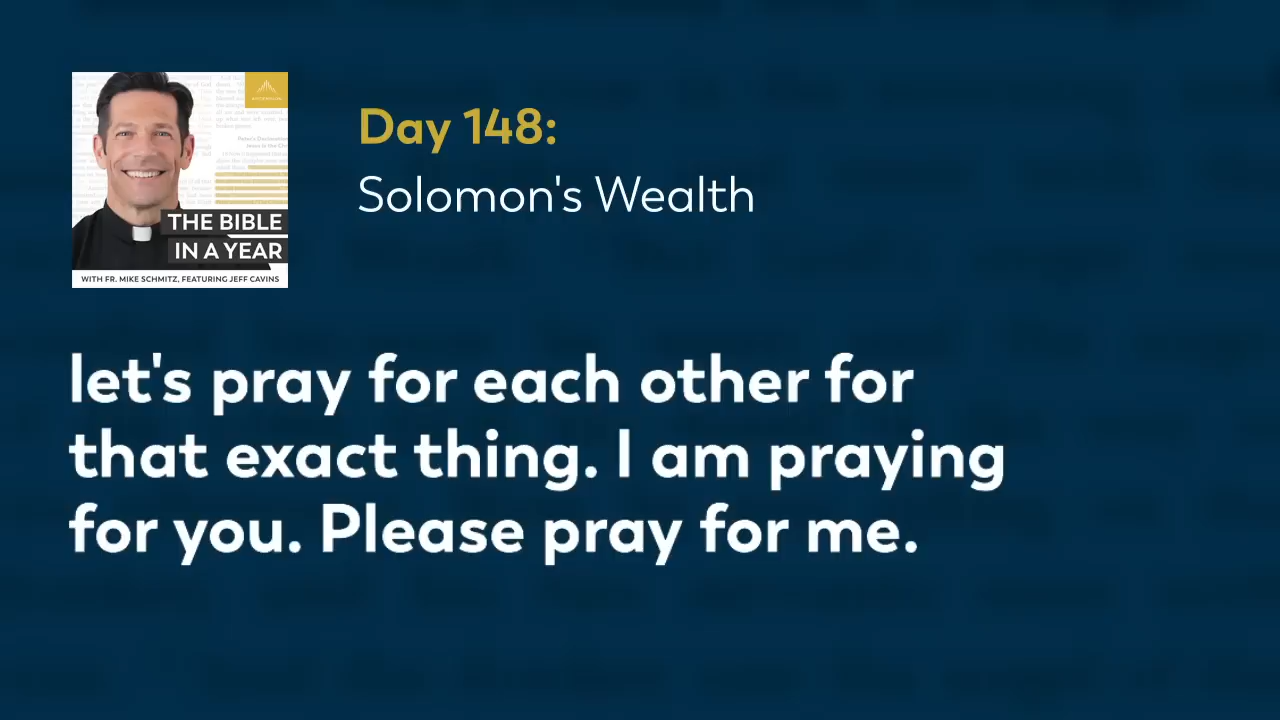 Day 148:
Solomon's Wealth
THE BIBLE
IN A YEAR
WITH FR. MIKE SCHMITZ, FEATURING JEFF CAVINS
let's pray for each other for
that exact thing. I am praying
for you. Please pray for me.